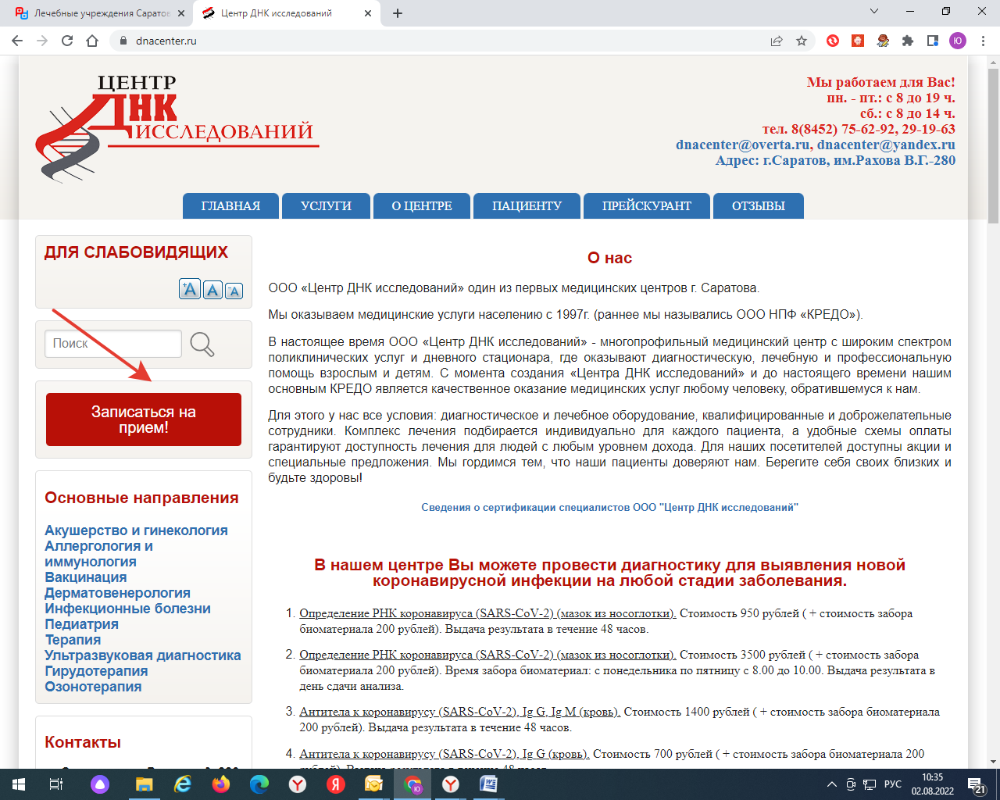 Лечебные учреждения Саратов
Центр ДНК исследований
dnacenter.ru
Ю
ЦЕНТР
ДНК
ИССЛЕДОВАНИЙ
Мы работаем для Вас!
пн. - пт.: с 8 до 19 ч.
сб.: с 8 до 14 ч.
тел. 8(8452) 75-62-92, 29-19-63
dnacenter@overta.ru, dnacenter@yandex.ru
Адрес: г.Саратов, им.Рахова В.Г.-280
ГЛАВНАЯ УСЛУГИ О ЦЕНТРЕ ПАЦИЕНТУ ПРЕЙСКУРАНТ ОТЗЫВЫ
ДЛЯ СЛАБОВИДЯЩИХ
+A A -A
Поиск
Записаться на
прием!
Основные направления
Акушерство и гинекология
Аллергология и
иммунология
Вакцинация
Дерматовенерология
Инфекционные болезни
Педиатрия
Терапия
Ультразвуковая диагностика
Гирудотерапия
Озонотерапия
Контакты
О нас
ООО «Центр ДНК исследований» один из первых медицинских центров г. Саратова.
Мы оказываем медицинские услуги населению с 1997г. (раннее мы назывались ООО НПФ «КРЕДО»).
В настоящее время ООО «Центр ДНК исследований» - многопрофильный медицинский центр с широким спектром
поликлинических услуг и дневного стационара, где оказывают диагностическую, лечебную и профессиональную
помощь взрослым и детям. С момента создания «Центра ДНК исследований» и до настоящего времени нашим
основным КРЕДО является качественное оказание медицинских услуг любому человеку, обратившемуся к нам.
Для этого у нас все условия: диагностическое и лечебное оборудование, квалифицированные и доброжелательные
сотрудники. Комплекс лечения подбирается индивидуально для каждого пациента, а удобные схемы оплаты
гарантируют доступность лечения для людей с любым уровнем дохода. Для наших посетителей доступны акции и
специальные предложения. Мы гордимся тем, что наши пациенты доверяют нам. Берегите себя своих близких и
будьте здоровы!
Сведения о сертификации специалистов ООО "Центр ДНК исследований"
В нашем центре Вы можете провести диагностику для выявления новой
коронавирусной инфекции на любой стадии заболевания.
1. Определение РНК коронавируса (SARS-CoV-2) (мазок из носоглотки). Стоимость 950 рублей ( + стоимость забора
биоматериала 200 рублей). Выдача результата в течение 48 часов.
2. Определение РНК коронавируса (SARS-CoV-2) (мазок из носоглотки). Стоимость 3500 рублей ( + стоимость забора
биоматериала 200 рублей). Время забора биоматериал: с понедельника по пятницу с 8.00 до 10.00. Выдача результата в
день сдачи анализа.
3. Антитела к коронавирусу (SARS-CoV-2), Ig G, Ig M (кровь). Стоимость 1400 рублей ( + стоимость забора биоматериала
200 рублей). Выдача результата в течение 48 часов.
4. Антитела к коронавирусу (SARS-CoV-2), Ig G (кровь). Стоимость 700 рублей ( + стоимость забора биоматериала 200
рублей). Выдача результата в течение 48 часов.
РУС
10:35
02.08.2022
21